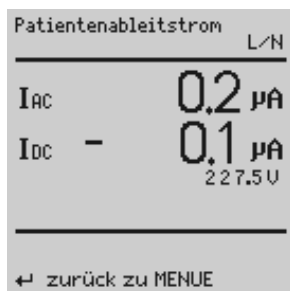 Patientenableitstrom
L/N
IAC 0.2 µA
IDC - 0.1 µA
227.5V
↵ zurück zu MENUE